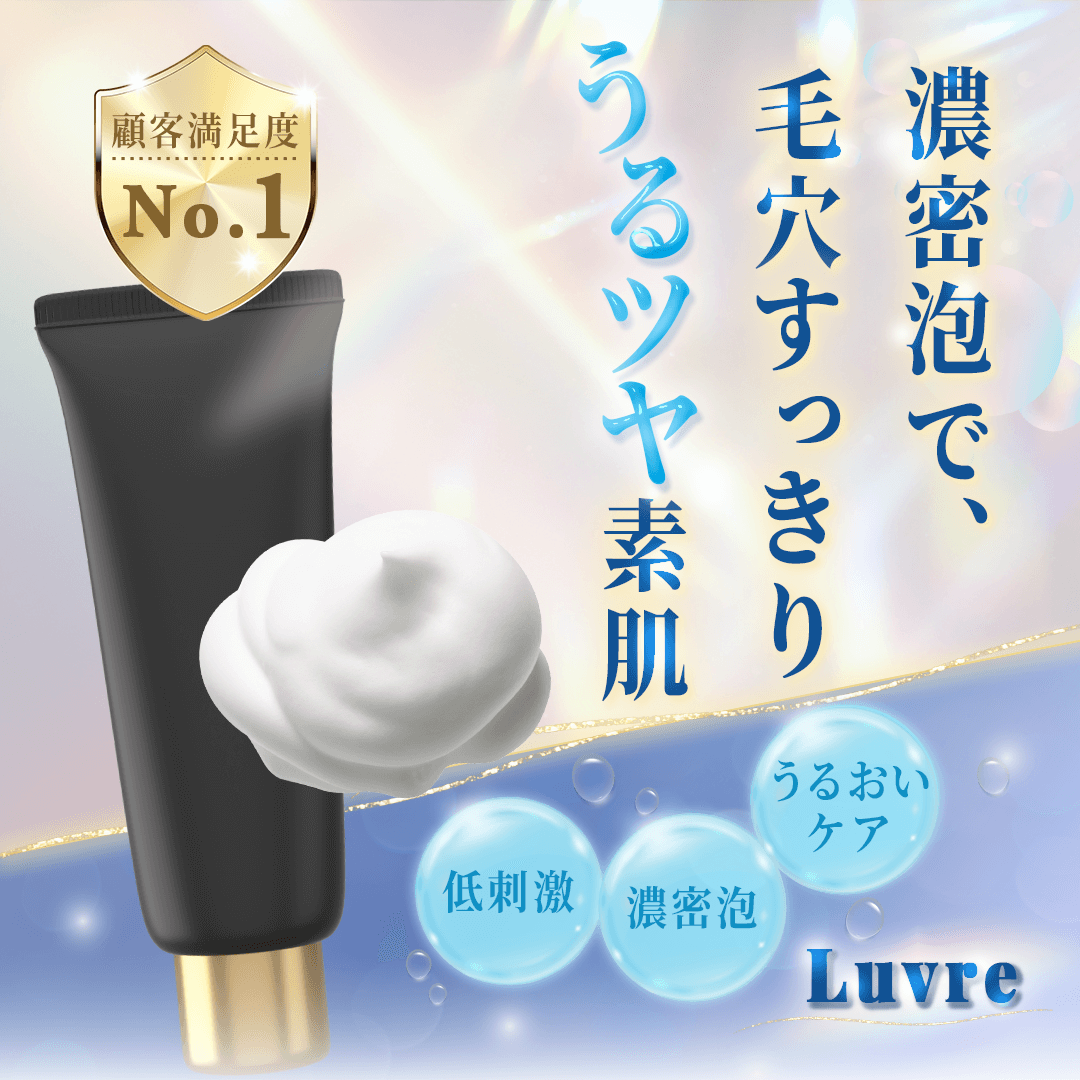 顧客満足度
No.1
濃密泡で、
毛穴すっきり
うるツヤ素肌
うるおい
ケア
低刺激
濃密泡
Luvre